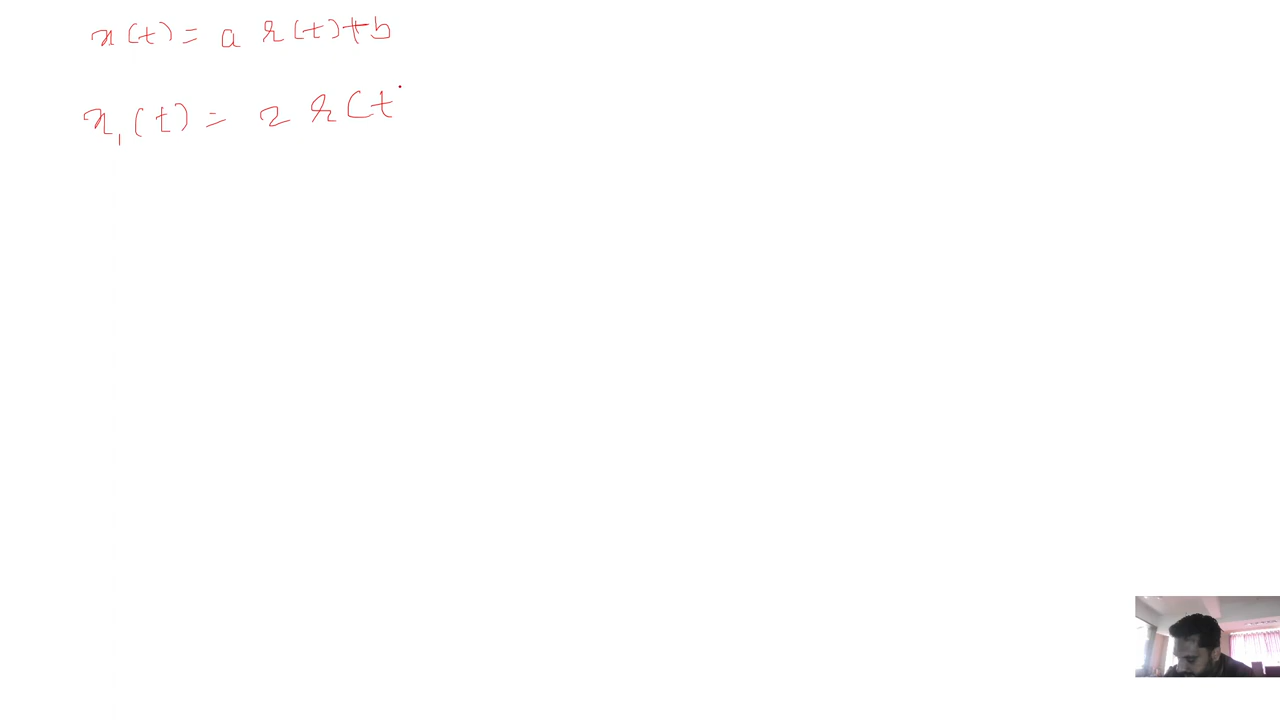 x(t) = a r(t)+b
x₁(t) = 2 r(t